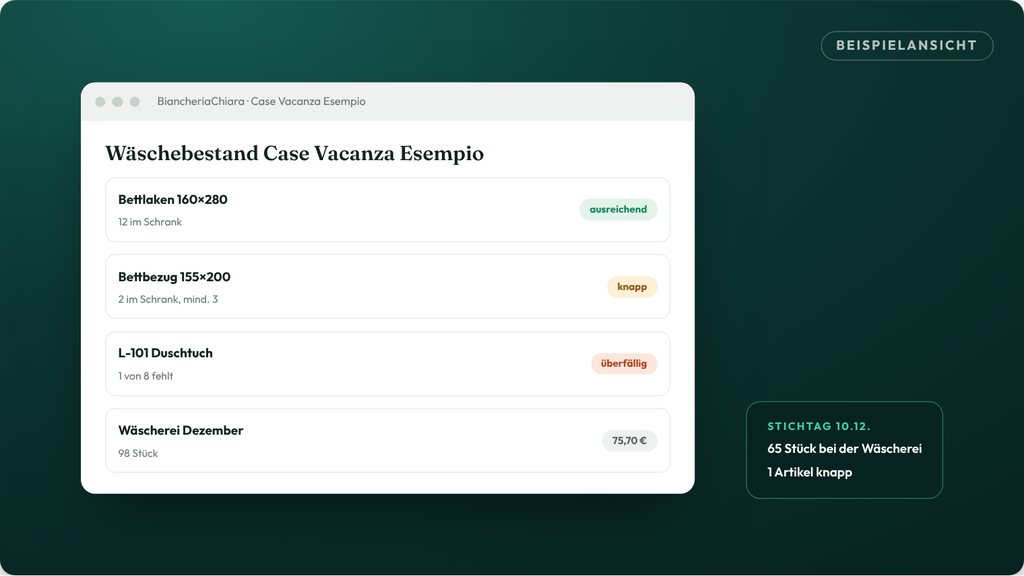 BEISPIELANSICHT
BiancheriaChiara · Case Vacanza Esempio
Wäschebestand Case Vacanza Esempio
Bettlaken 160×280
12 im Schrank
ausreichend
Bettbezug 155×200
2 im Schrank, mind. 3
knapp
L-101 Duschtuch
1 von 8 fehlt
überfällig
Wäscherei Dezember
98 Stück
75,70 €
STICHTAG 10.12.
65 Stück bei der Wäscherei
1 Artikel knapp